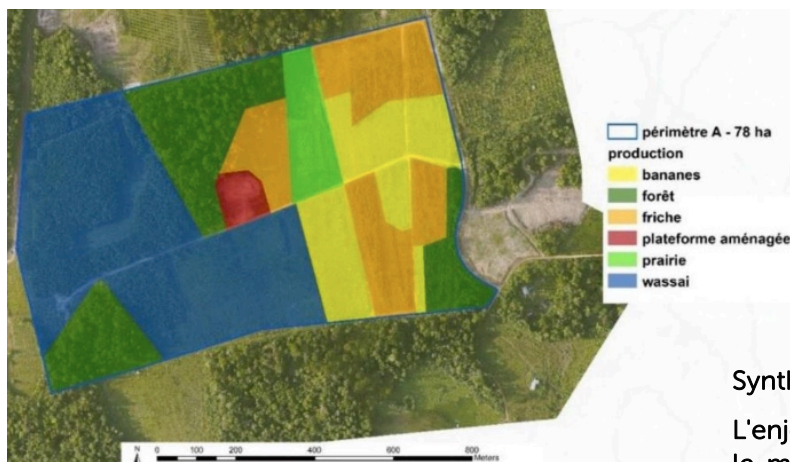 périmètre A - 78 ha
production
bananes
forêt
friche
plateforme aménagée
prairie
wassai
Synt
L'enj
N
0 100 200 400 600 800
Meters